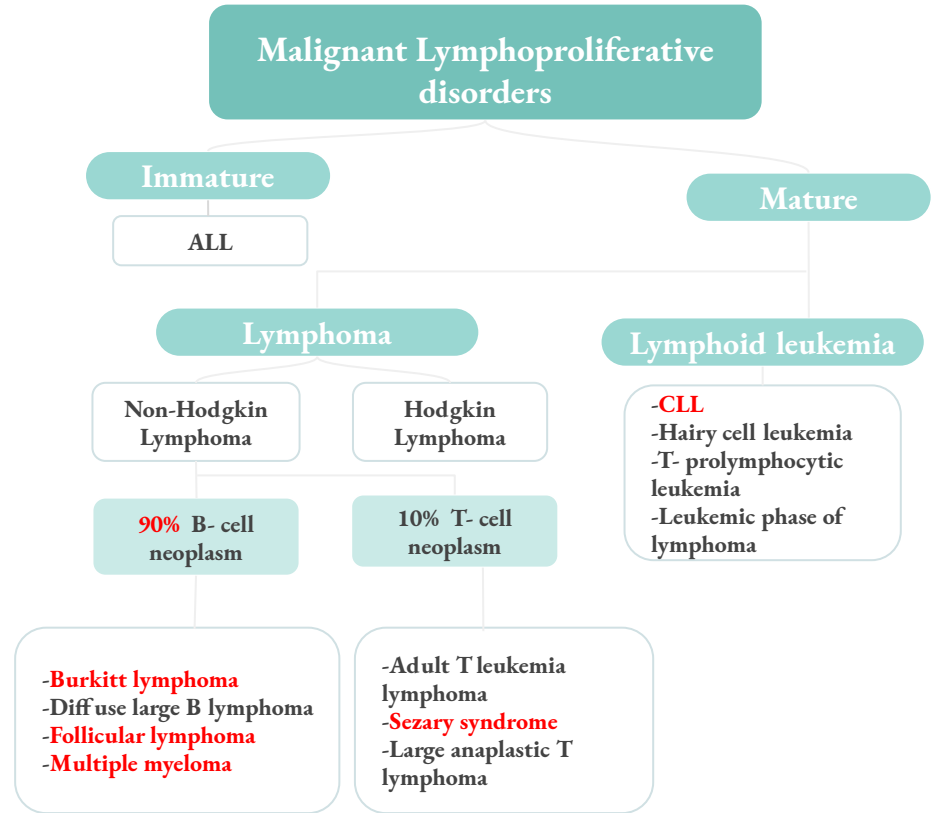 Malignant Lymphoproliferative
disorders
Immature
Mature
ALL
Lymphoma
Lymphoid leukemia
Non-Hodgkin
Lymphoma
Hodgkin
Lymphoma
-CLL
-Hairy cell leukemia
-T- prolymphocytic
leukemia
-Leukemic phase of
lymphoma
90% B- cell
neoplasm
10% T-cell
neoplasm
-Burkitt lymphoma
-Diffuse large B lymphoma
-Follicular lymphoma
-Multiple myeloma
-Adult T leukemia
lymphoma
-Sezary syndrome
-Large anaplastic T
lymphoma